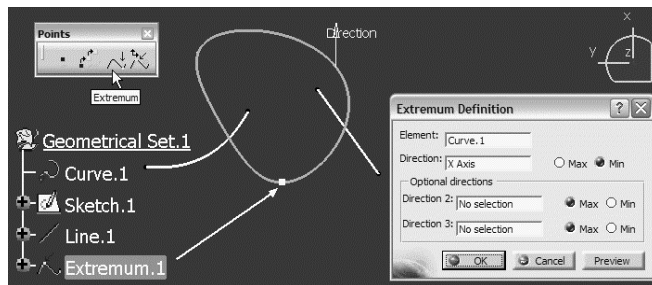 Points
Extremum
Direction
X
Y
z
Geometrical Set.1
Curve.1
Sketch.1
Line.1
Extremum.1
Extremum Definition
Element: Curve.1
Direction: X Axis Max Min
Optional directions
Direction 2: No selection Max Min
Direction 3: No selection Max Min
OK Cancel Preview